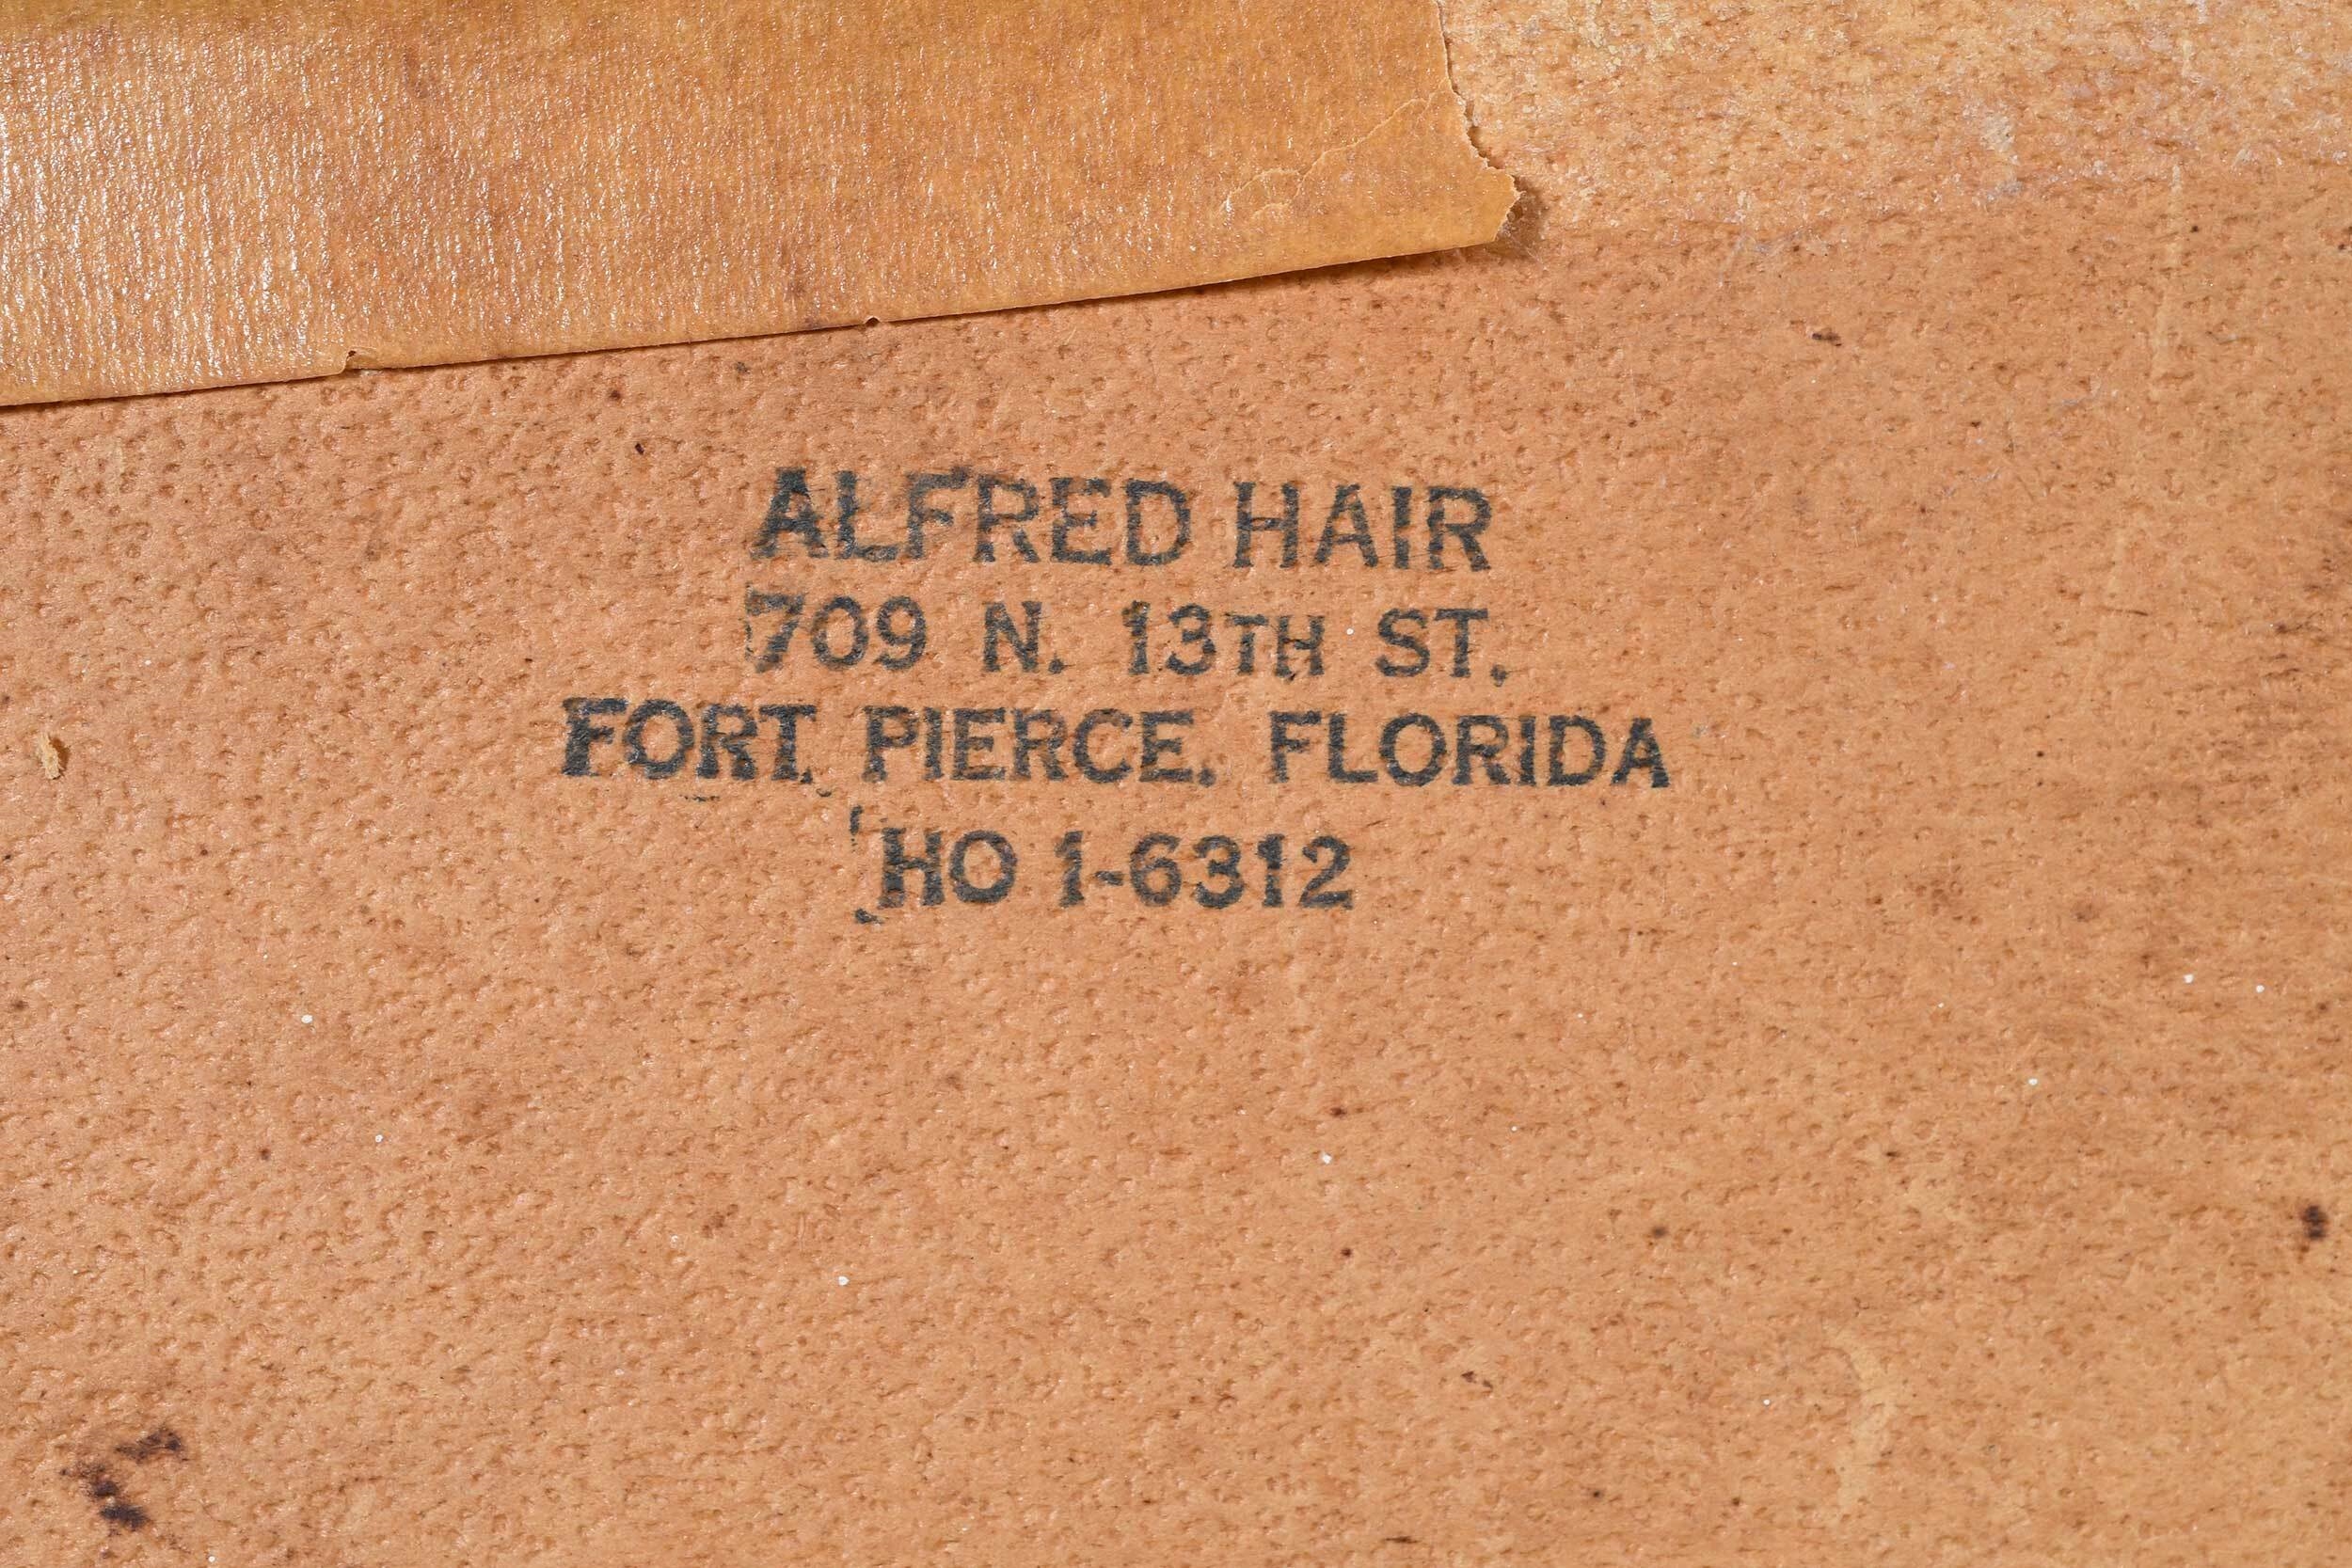 ALFRED HAIR
709 N. 13TH ST.
FORT. PIERCE. FLORIDA
HO 1-6312